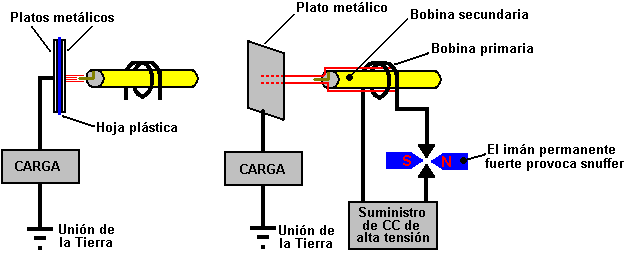 Platos metálicos
Hoja plástica
CARGA
Unión de
la Tierra
Plato metálico
Bobina secundaria
Bobina primaria
El imán permanente
fuerte provoca snuffer
S N
CARGA
Unión de
la Tierra
Suministro
de CC de
alta tensión